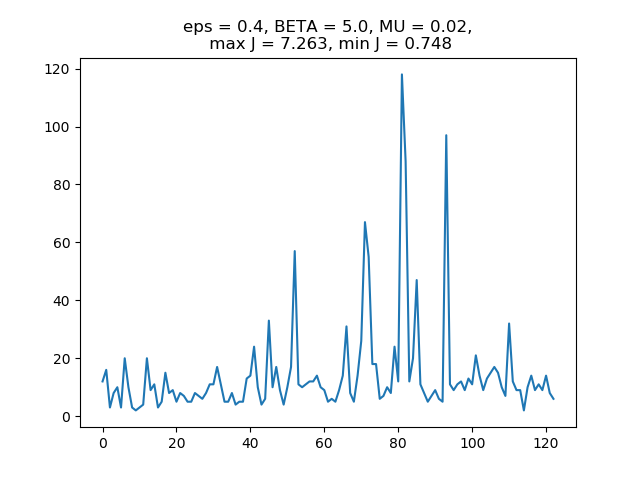 eps = 0.4, BETA = 5.0, MU = 0.02,
max J = 7.263, min J = 0.748
120
100
80
60
40
20
0
0 20 40 60 80 100 120